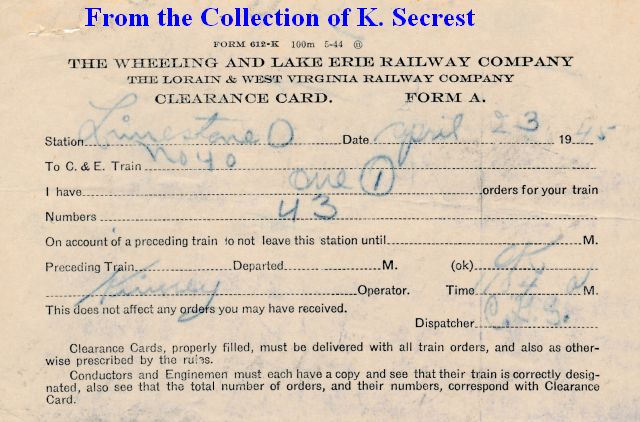 From the Collection of K. Secrest
FORM 612-K 100m 5-44
THE WHEELING AND LAKE ERIE RAILWAY COMPANY
THE LORAIN & WEST VIRGINIA RAILWAY COMPANY
CLEARANCE CARD. FORM A.
Station Limestone O Date April 23 1945
To C. & E. Train No 40
I have one (1) orders for your train
Numbers 43
On account of a preceding train to not leave this station until M.
Preceding Train Departed M. (ok) OK
Kinney Operator. Time M.
This does not affect any orders you may have received.
Dispatcher
Clearance Cards, properly filled, must be delivered with all train orders, and also as other-
wise prescribed by the rules.
Conductors and Enginemen must each have a copy and see that their train is correctly desig-
nated, also see that the total number of orders, and their numbers, correspond with Clearance
Card.